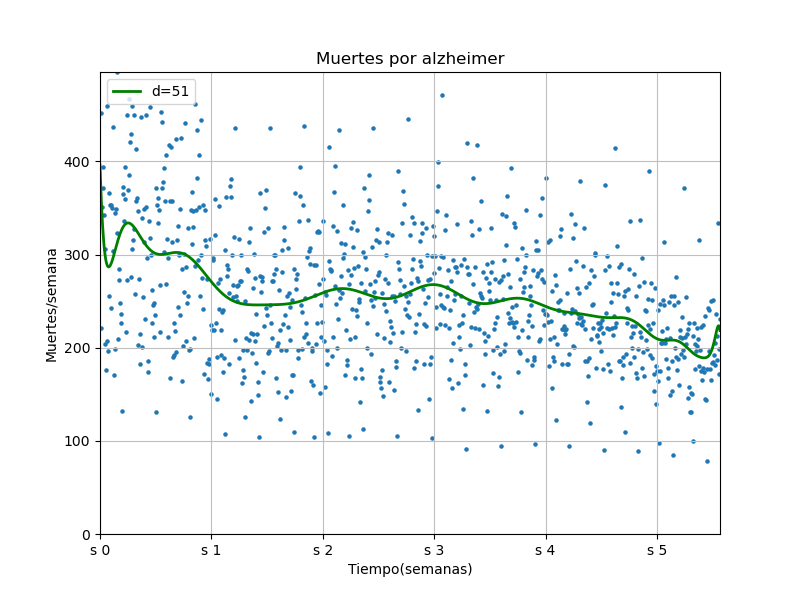 Muertes por alzheimer
d=51
Muertes/semana
400
300
200
100
0
s 0 s 1 s 2 s 3 s 4 s 5
Tiempo(semanas)